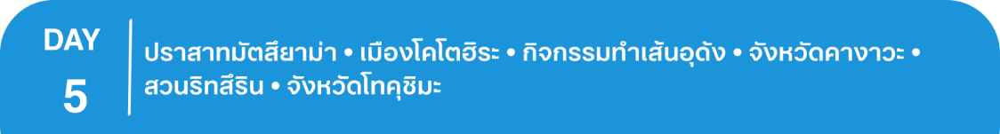 DAY
5
ปราสาทมัตสึยาม่า • เมืองโคโตฮิระ • กิจกรรมทำเส้นอุด้ง • จังหวัดคางาวะ •
สวนริทสึริน • จังหวัดโทคุชิมะ